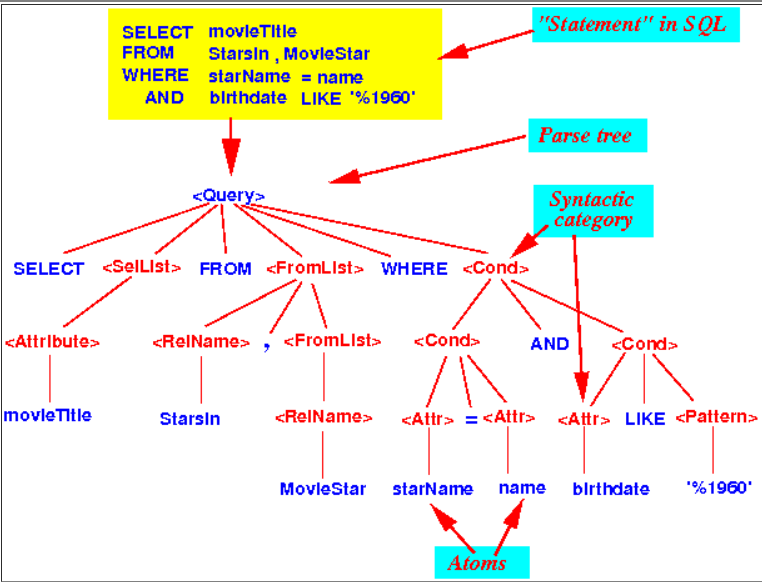 SELECT movieTitle
"Statement" in SQL
FROM StarsIn , MovieStar
WHERE starName = name
AND birthdate LIKE '%1960'
Parse tree
<Query>
Syntactic
category
SELECT <SelList> FROM <FromList> WHERE <Cond>
<Attribute> <RelName> , <FromList> <Cond> AND <Cond>
movieTitle StarsIn <RelName> <Attr> = <Attr> <Attr> LIKE <Pattern>
MovieStar starName name birthdate '%1960'
Atoms